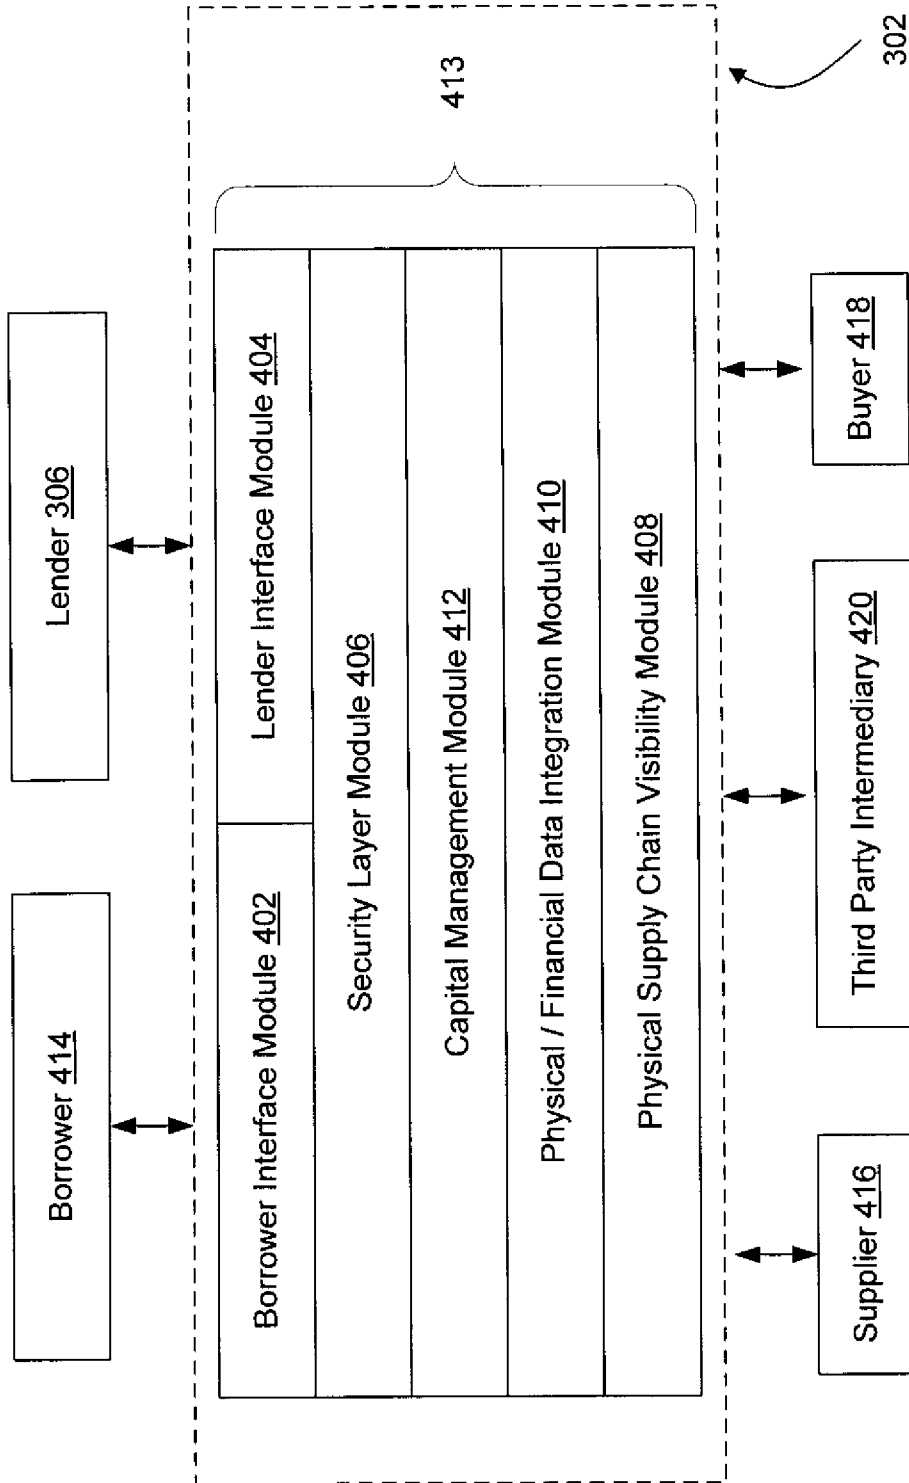 Borrower 414
Lender 306
Borrower Interface Module 402
Lender Interface Module 404
Security Layer Module 406
Capital Management Module 412
Physical / Financial Data Integration Module 410
Physical Supply Chain Visibility Module 408
413
Supplier 416
Third Party Intermediary 420
Buyer 418
302